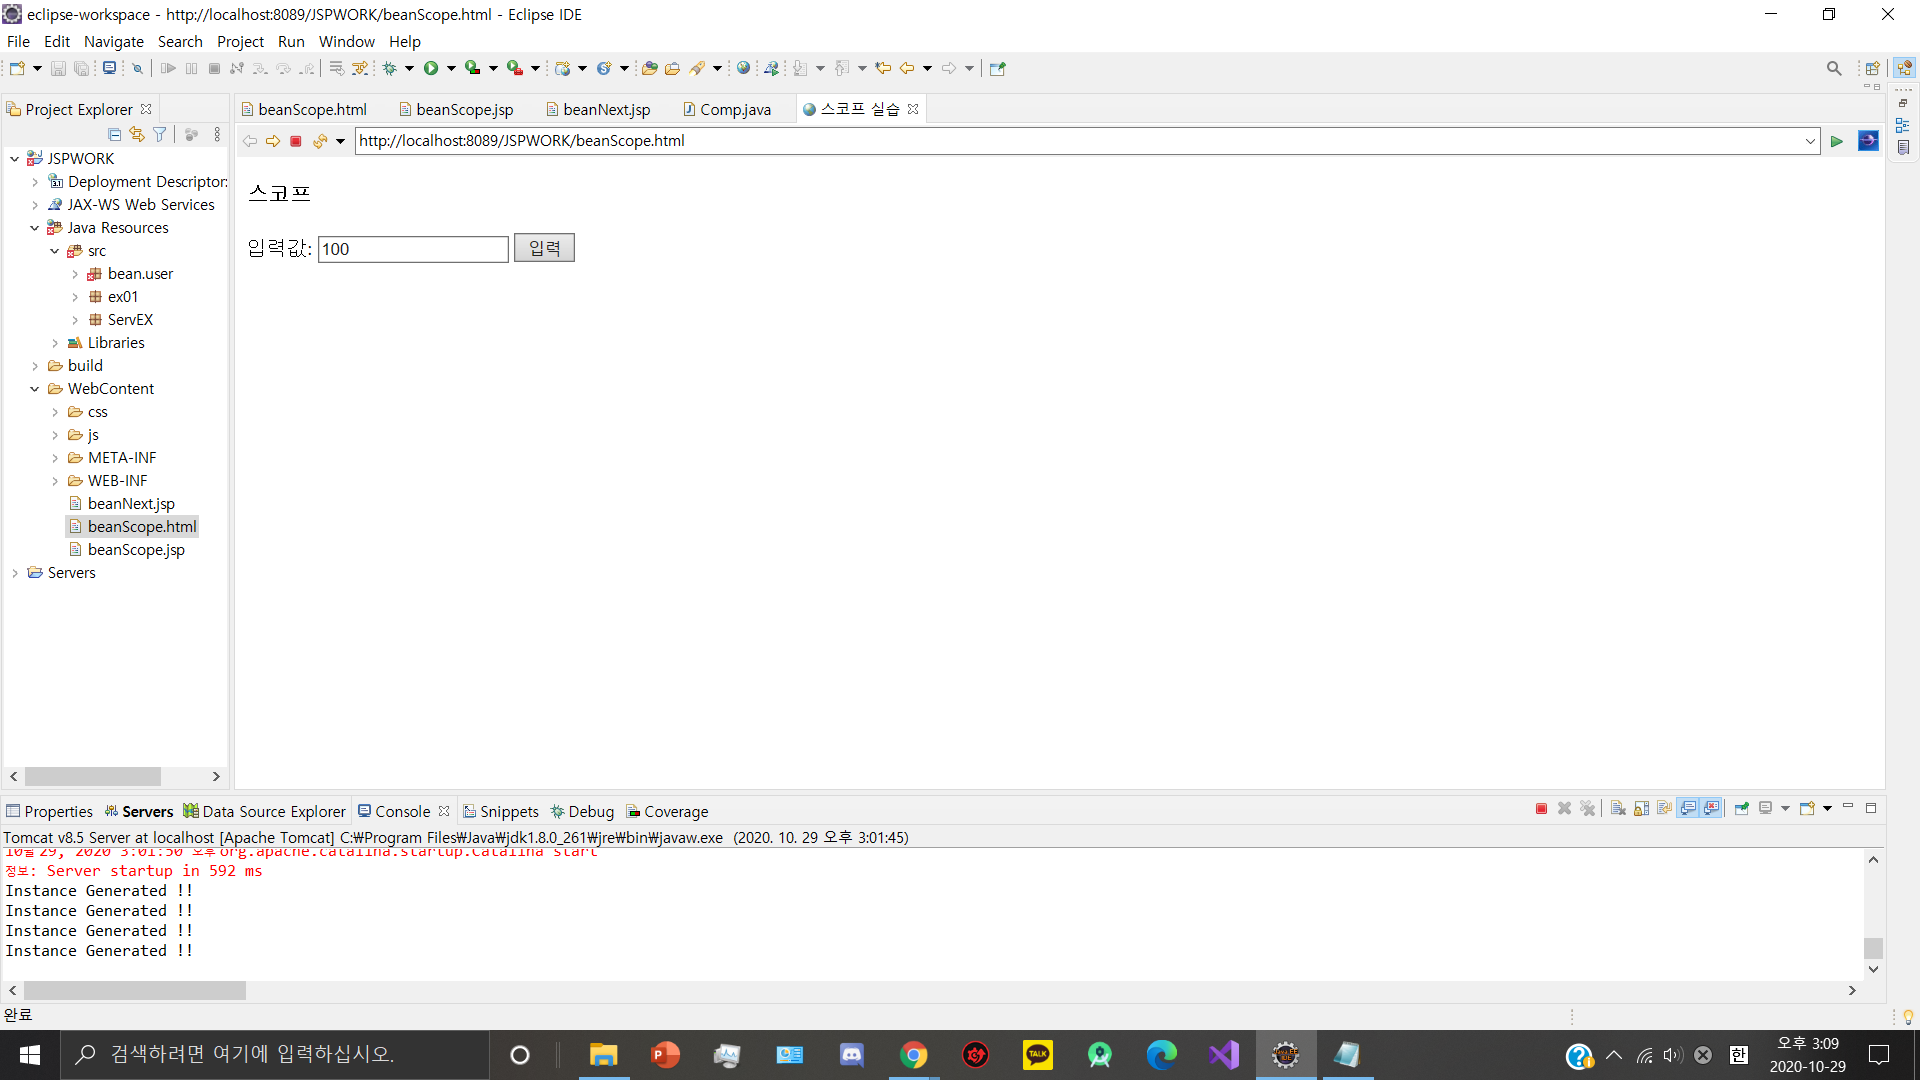 eclipse-workspace - http://localhost:8089/JSPWORK/beanScope.html - Eclipse IDE
File Edit Navigate Search Project Run Window Help
Project Explorer
beanScope.html beanScope.jsp beanNext.jsp Comp.java 스코프 실습
http://localhost:8089/JSPWORK/beanScope.html
JSPWORK
Deployment Descriptor:
JAX-WS Web Services
Java Resources
src
bean.user
ex01
ServEX
Libraries
build
WebContent
css
js
META-INF
WEB-INF
beanNext.jsp
beanScope.html
beanScope.jsp
Servers
스코프
입력값: 100 입력
Properties Servers Data Source Explorer Console Snippets Debug Coverage
Tomcat v8.5 Server at localhost [Apache Tomcat] C:₩Program Files₩Java₩jdk1.8.0_261₩jre₩bin₩javaw.exe (2020. 10. 29 오후 3:01:45)
10월 29, 2020 3:01:50 오후 org.apache.catalina.startup.Catalina start
정보: Server startup in 592 ms
Instance Generated !!
Instance Generated !!
Instance Generated !!
Instance Generated !!
완료
검색하려면 여기에 입력하십시오.
TALK
한
오후 3:09
2020-10-29